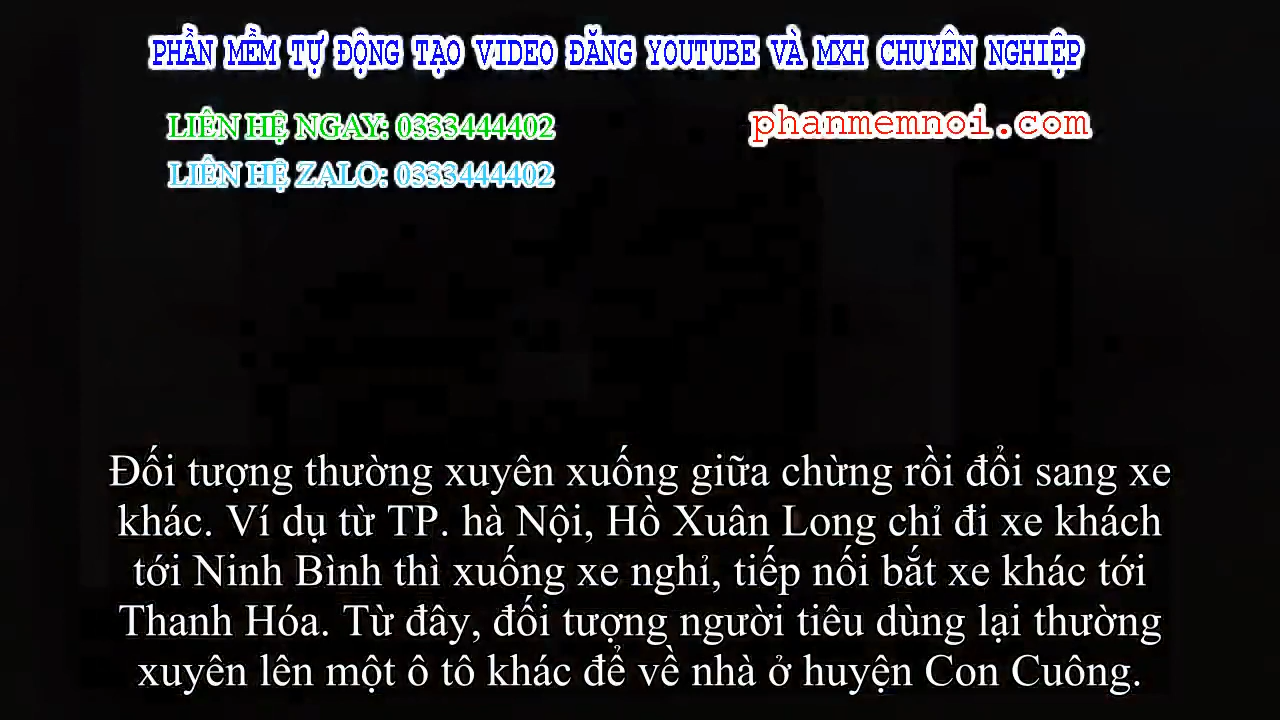 PHẦN MỀM TỰ ĐỘNG TẠO VIDEO ĐĂNG YOUTUBE VÀ MXH CHUYÊN NGHIỆP
LIÊN HỆ NGAY: 0333444402
phanmemnoi.com
LIÊN HỆ ZALO: 0333444402
Đối tượng thường xuyên xuống giữa chừng rồi đổi sang xe
khác. Ví dụ từ TP. hà Nội, Hồ Xuân Long chỉ đi xe khách
tới Ninh Bình thì xuống xe nghỉ, tiếp nối bắt xe khác tới
Thanh Hóa. Từ đây, đối tượng người tiêu dùng lại thường
xuyên lên một ô tô khác để về nhà ở huyện Con Cuông.